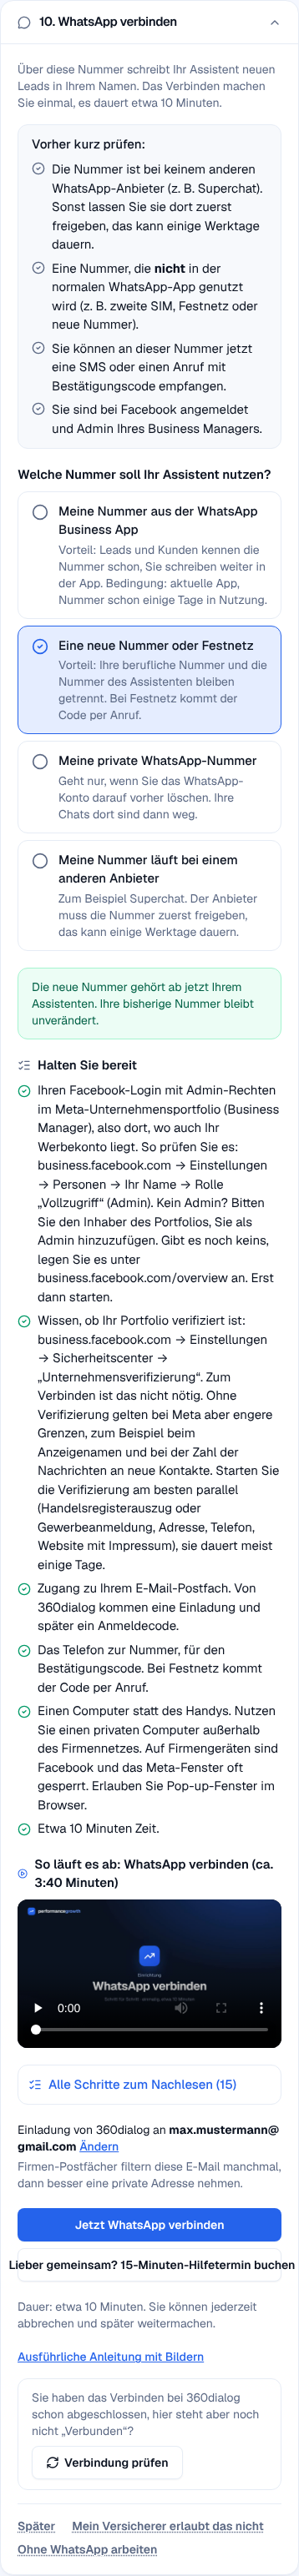 10. WhatsApp verbinden
Über diese Nummer schreibt Ihr Assistent neuen
Leads in Ihrem Namen. Das Verbinden machen
Sie einmal, es dauert etwa 10 Minuten.
Vorher kurz prüfen:
Die Nummer ist bei keinem anderen
WhatsApp-Anbieter (z. B. Superchat).
Sonst lassen Sie sie dort zuerst
freigeben, das kann einige Werktage
dauern.
Eine Nummer, die nicht in der
normalen WhatsApp-App genutzt
wird (z. B. zweite SIM, Festnetz oder
neue Nummer).
Sie können an dieser Nummer jetzt
eine SMS oder einen Anruf mit
Bestätigungscode empfangen.
Sie sind bei Facebook angemeldet
und Admin Ihres Business Managers.
Welche Nummer soll Ihr Assistent nutzen?
Meine Nummer aus der WhatsApp
Business App
Vorteil: Leads und Kunden kennen die
Nummer schon, Sie schreiben weiter in
der App. Bedingung: aktuelle App,
Nummer schon einige Tage in Nutzung.
Eine neue Nummer oder Festnetz
Vorteil: Ihre berufliche Nummer und die
Nummer des Assistenten bleiben
getrennt. Bei Festnetz kommt der
Code per Anruf.
Meine private WhatsApp-Nummer
Geht nur, wenn Sie das WhatsApp-
Konto darauf vorher löschen. Ihre
Chats dort sind dann weg.
Meine Nummer läuft bei einem
anderen Anbieter
Zum Beispiel Superchat. Der Anbieter
muss die Nummer zuerst freigeben,
das kann einige Werktage dauern.
Die neue Nummer gehört ab jetzt Ihrem
Assistenten. Ihre bisherige Nummer bleibt
unverändert.
Halten Sie bereit
Ihren Facebook-Login mit Admin-Rechten
im Meta-Unternehmensportfolio (Business
Manager), also dort, wo auch Ihr
Werbekonto liegt. So prüfen Sie es:
business.facebook.com → Einstellungen
→ Personen → Ihr Name → Rolle
„Vollzugriff“ (Admin). Kein Admin? Bitten
Sie den Inhaber des Portfolios, Sie als
Admin hinzuzufügen. Gibt es noch keins,
legen Sie es unter
business.facebook.com/overview an. Erst
dann starten.
Wissen, ob Ihr Portfolio verifiziert ist:
business.facebook.com → Einstellungen
→ Sicherheitscenter →
„Unternehmensverifizierung“. Zum
Verbinden ist das nicht nötig. Ohne
Verifizierung gelten bei Meta aber engere
Grenzen, zum Beispiel beim
Anzeigenamen und bei der Zahl der
Nachrichten an neue Kontakte. Starten Sie
die Verifizierung am besten parallel
(Handelsregisterauszug oder
Gewerbeanmeldung, Adresse, Telefon,
Website mit Impressum), sie dauert meist
einige Tage.
Zugang zu Ihrem E-Mail-Postfach. Von
360dialog kommen eine Einladung und
später ein Anmeldecode.
Das Telefon zur Nummer, für den
Bestätigungscode. Bei Festnetz kommt
der Code per Anruf.
Einen Computer statt des Handys. Nutzen
Sie einen privaten Computer außerhalb
des Firmennetzes. Auf Firmengeräten sind
Facebook und das Meta-Fenster oft
gesperrt. Erlauben Sie Pop-up-Fenster im
Browser.
Etwa 10 Minuten Zeit.
So läuft es ab: WhatsApp verbinden (ca.
3:40 Minuten)
performancegrowth
Einrichtung
WhatsApp verbinden
0:00
Alle Schritte zum Nachlesen (15)
Einladung von 360dialog an max.mustermann@
gmail.com Ändern
Firmen-Postfächer filtern diese E-Mail manchmal,
dann besser eine private Adresse nehmen.
Jetzt WhatsApp verbinden
Lieber gemeinsam? 15-Minuten-Hilfetermin buchen
Dauer: etwa 10 Minuten. Sie können jederzeit
abbrechen und später weitermachen.
Ausführliche Anleitung mit Bildern
Sie haben das Verbinden bei 360dialog
schon abgeschlossen, hier steht aber noch
nicht „Verbunden“?
Verbindung prüfen
Später Mein Versicherer erlaubt das nicht
Ohne WhatsApp arbeiten